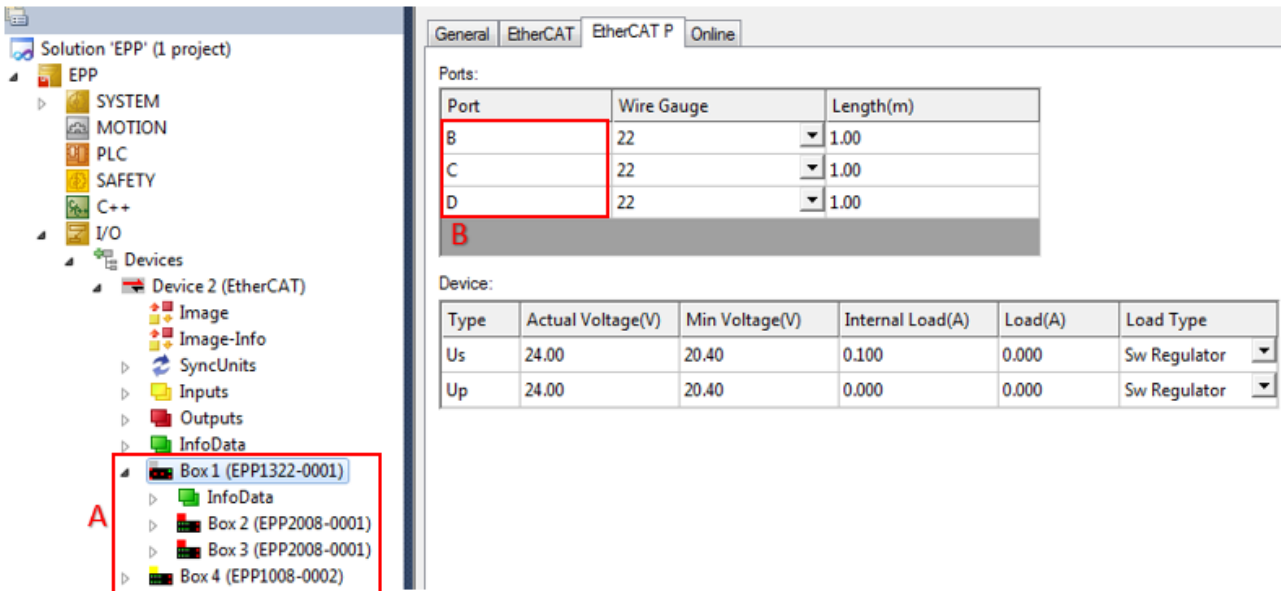 Solution 'EPP' (1 project)
EPP
SYSTEM
MOTION
PLC
SAFETY
C++
I/O
Devices
Device 2 (EtherCAT)
Image
Image-Info
SyncUnits
Inputs
Outputs
InfoData
Box 1 (EPP1322-0001)
InfoData
Box 2 (EPP2008-0001)
Box 3 (EPP2008-0001)
Box 4 (EPP1008-0002)
A
General EtherCAT EtherCAT P Online
Ports:
Port Wire Gauge Length(m)
B 22 1.00
C 22 1.00
D 22 1.00
B
Device:
Type Actual Voltage(V) Min Voltage(V) Internal Load(A) Load(A) Load Type
Us 24.00 20.40 0.100 0.000 Sw Regulator
Up 24.00 20.40 0.000 0.000 Sw Regulator